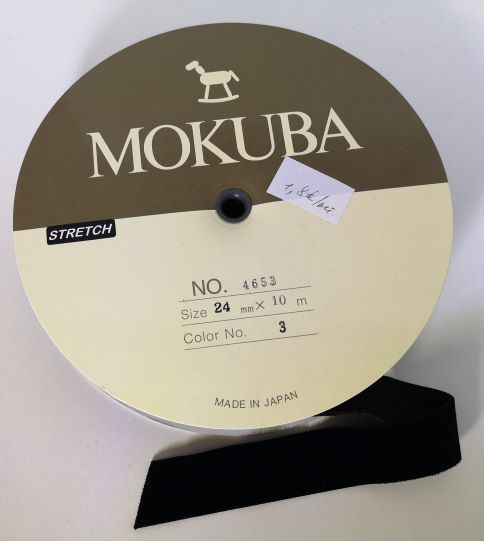 MOKUBA
STRETCH
NO. 4653
Size 24 mm × 10 m
Color No. 3
MADE IN JAPAN